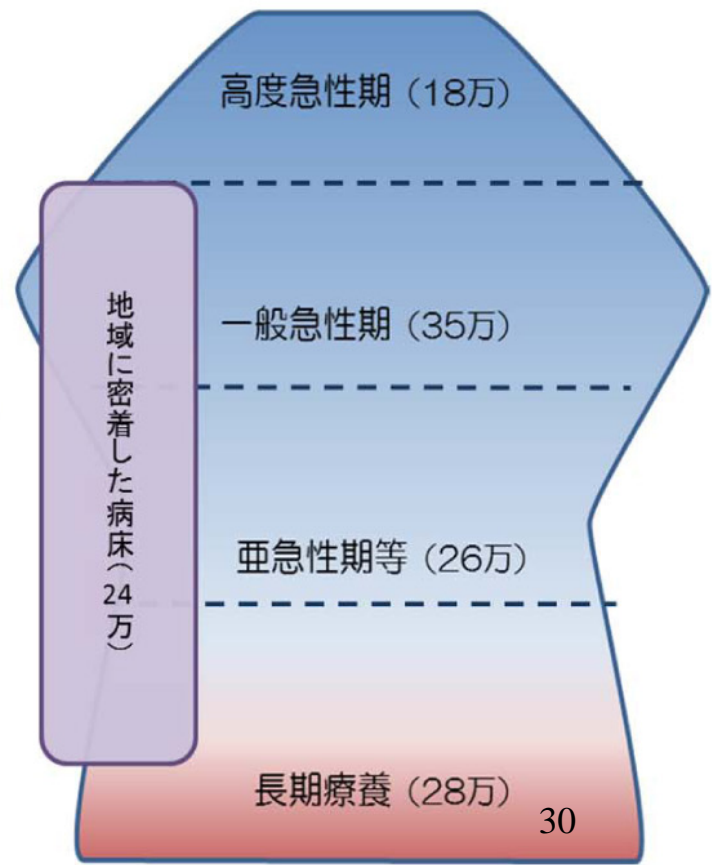 高度急性期（18万）
地域に密着した病床（24万）
一般急性期（35万）
亜急性期等（26万）
長期療養（28万）
30